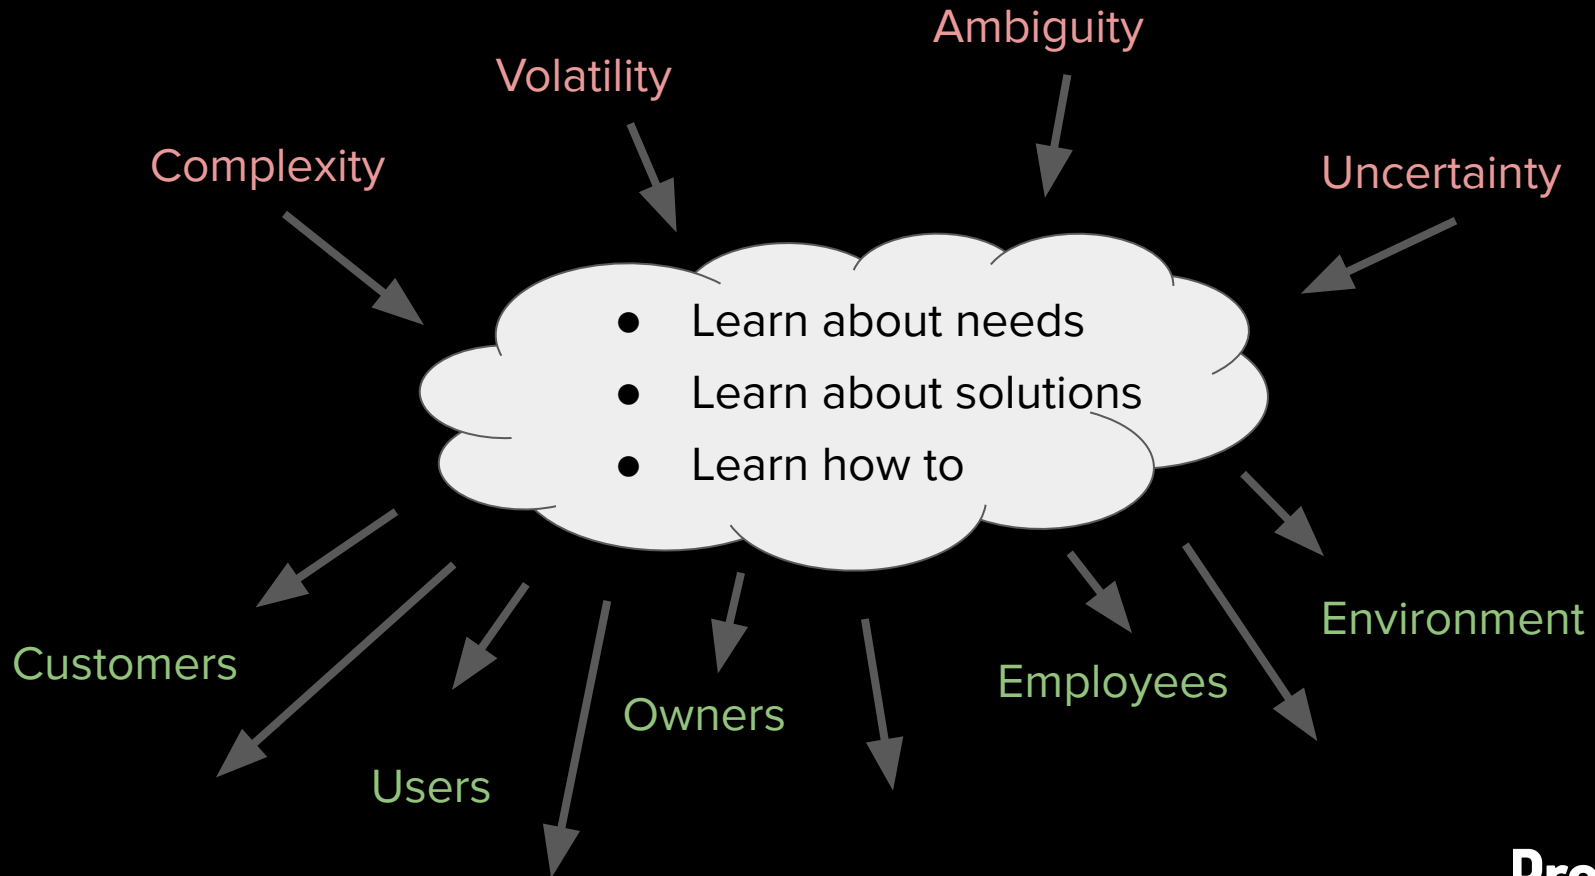 Ambiguity
Volatility
Complexity
Uncertainty
● Learn about needs
● Learn about solutions
● Learn how to
Environment
Customers
Employees
Owners
Users